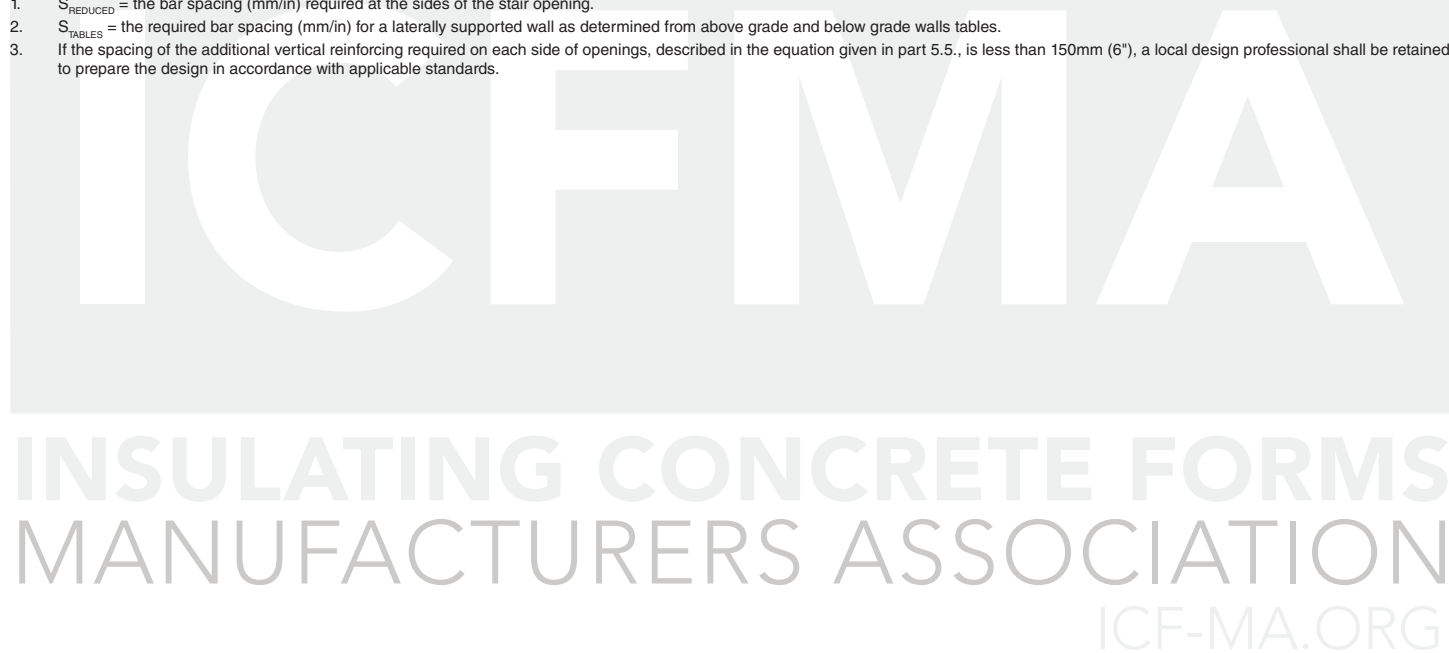 1. S_REDUCED = the bar spacing (mm/in) required at the sides of the stair opening.
2. S_TABLES = the required bar spacing (mm/in) for a laterally supported wall as determined from above grade and below grade walls tables.
3. If the spacing of the additional vertical reinforcing required on each side of openings, described in the equation given in part 5.5., is less than 150mm (6"), a local design professional shall be retained
to prepare the design in accordance with applicable standards.
ICFMA
INSULATING CONCRETE FORMS
MANUFACTURERS ASSOCIATION
ICF-MA.ORG